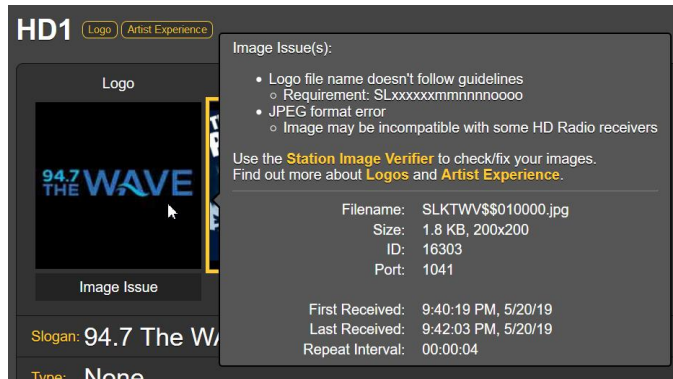 HD1 Logo Artist Experience
Image Issue(s):
Logo
• Logo file name doesn't follow guidelines
○ Requirement: SLxxxxxxmmnnnnoooo
• JPEG format error
○ Image may be incompatible with some HD Radio receivers
94.7
THE WAVE
Use the Station Image Verifier to check/fix your images.
Find out more about Logos and Artist Experience.
Filename: SLKTWV$$010000.jpg
Size: 1.8 KB, 200x200
ID: 16303
Port: 1041
Image Issue
First Received: 9:40:19 PM, 5/20/19
Last Received: 9:42:03 PM, 5/20/19
Repeat Interval: 00:00:04
Slogan: 94.7 The WA
Type: None